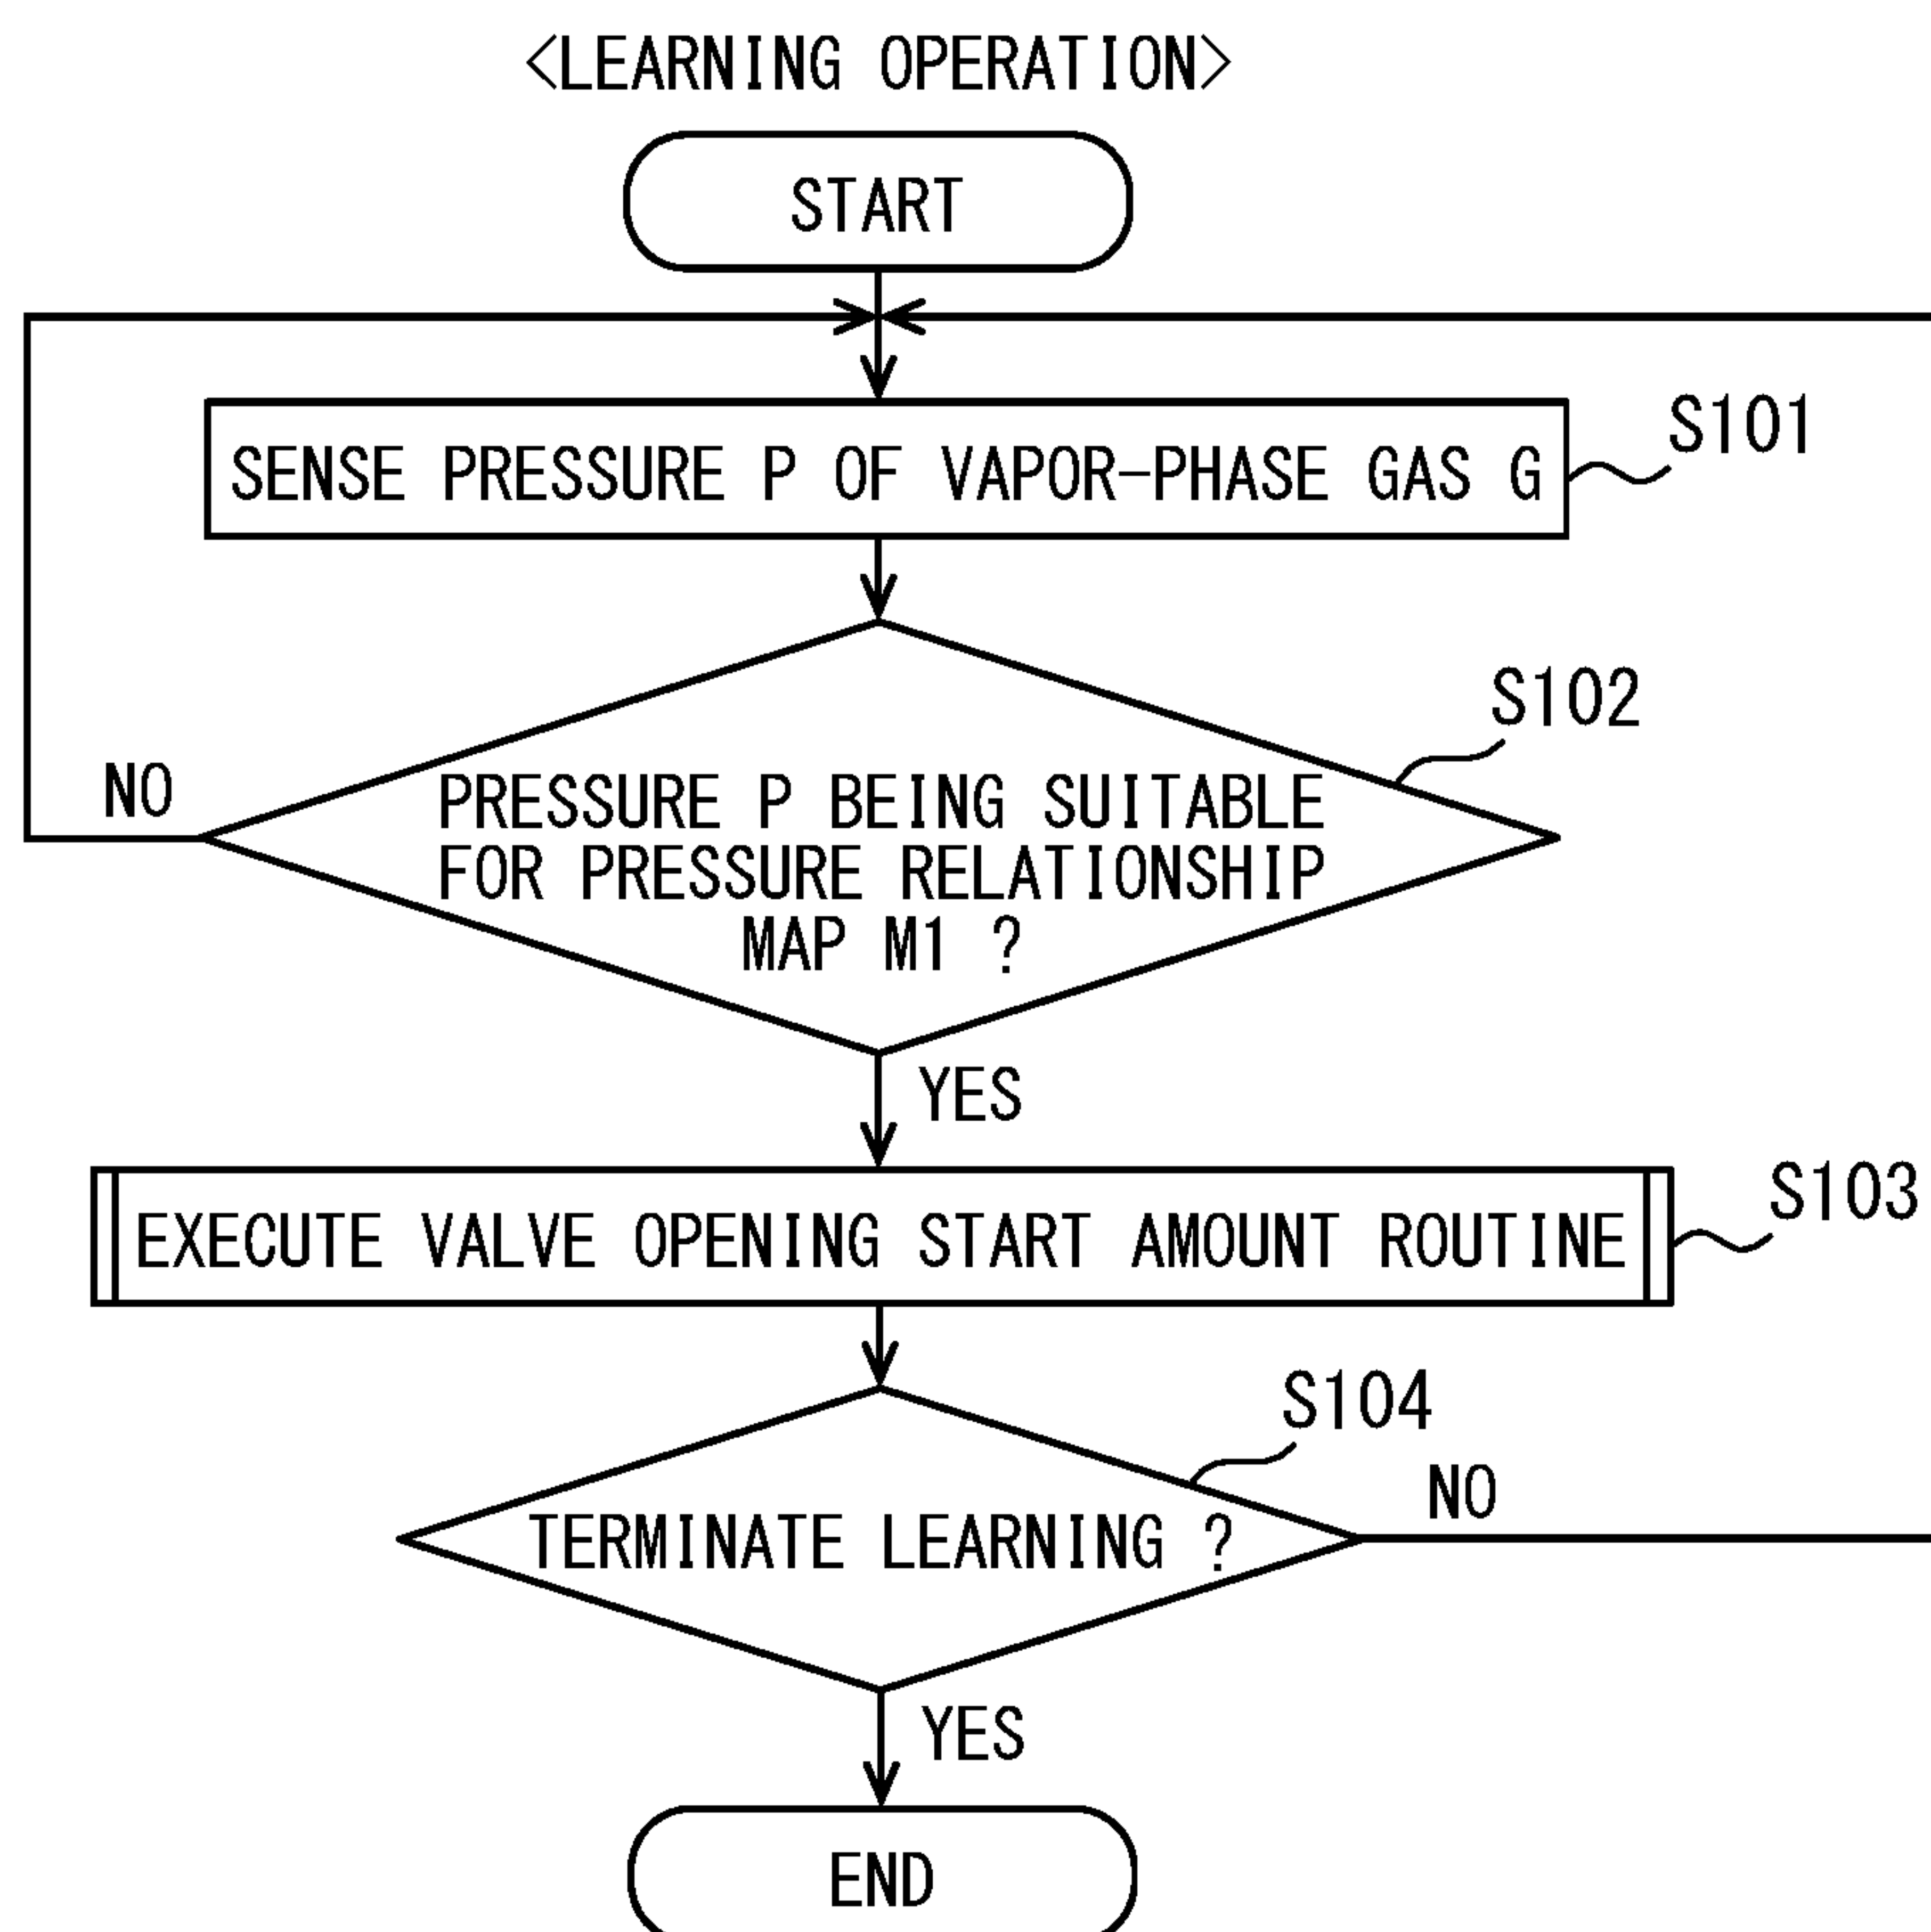 <LEARNING OPERATION>
START
SENSE PRESSURE P OF VAPOR-PHASE GAS G
S101
S102
NO
PRESSURE P BEING SUITABLE
FOR PRESSURE RELATIONSHIP
MAP M1 ?
YES
EXECUTE VALVE OPENING START AMOUNT ROUTINE
S103
S104
NO
TERMINATE LEARNING ?
YES
END